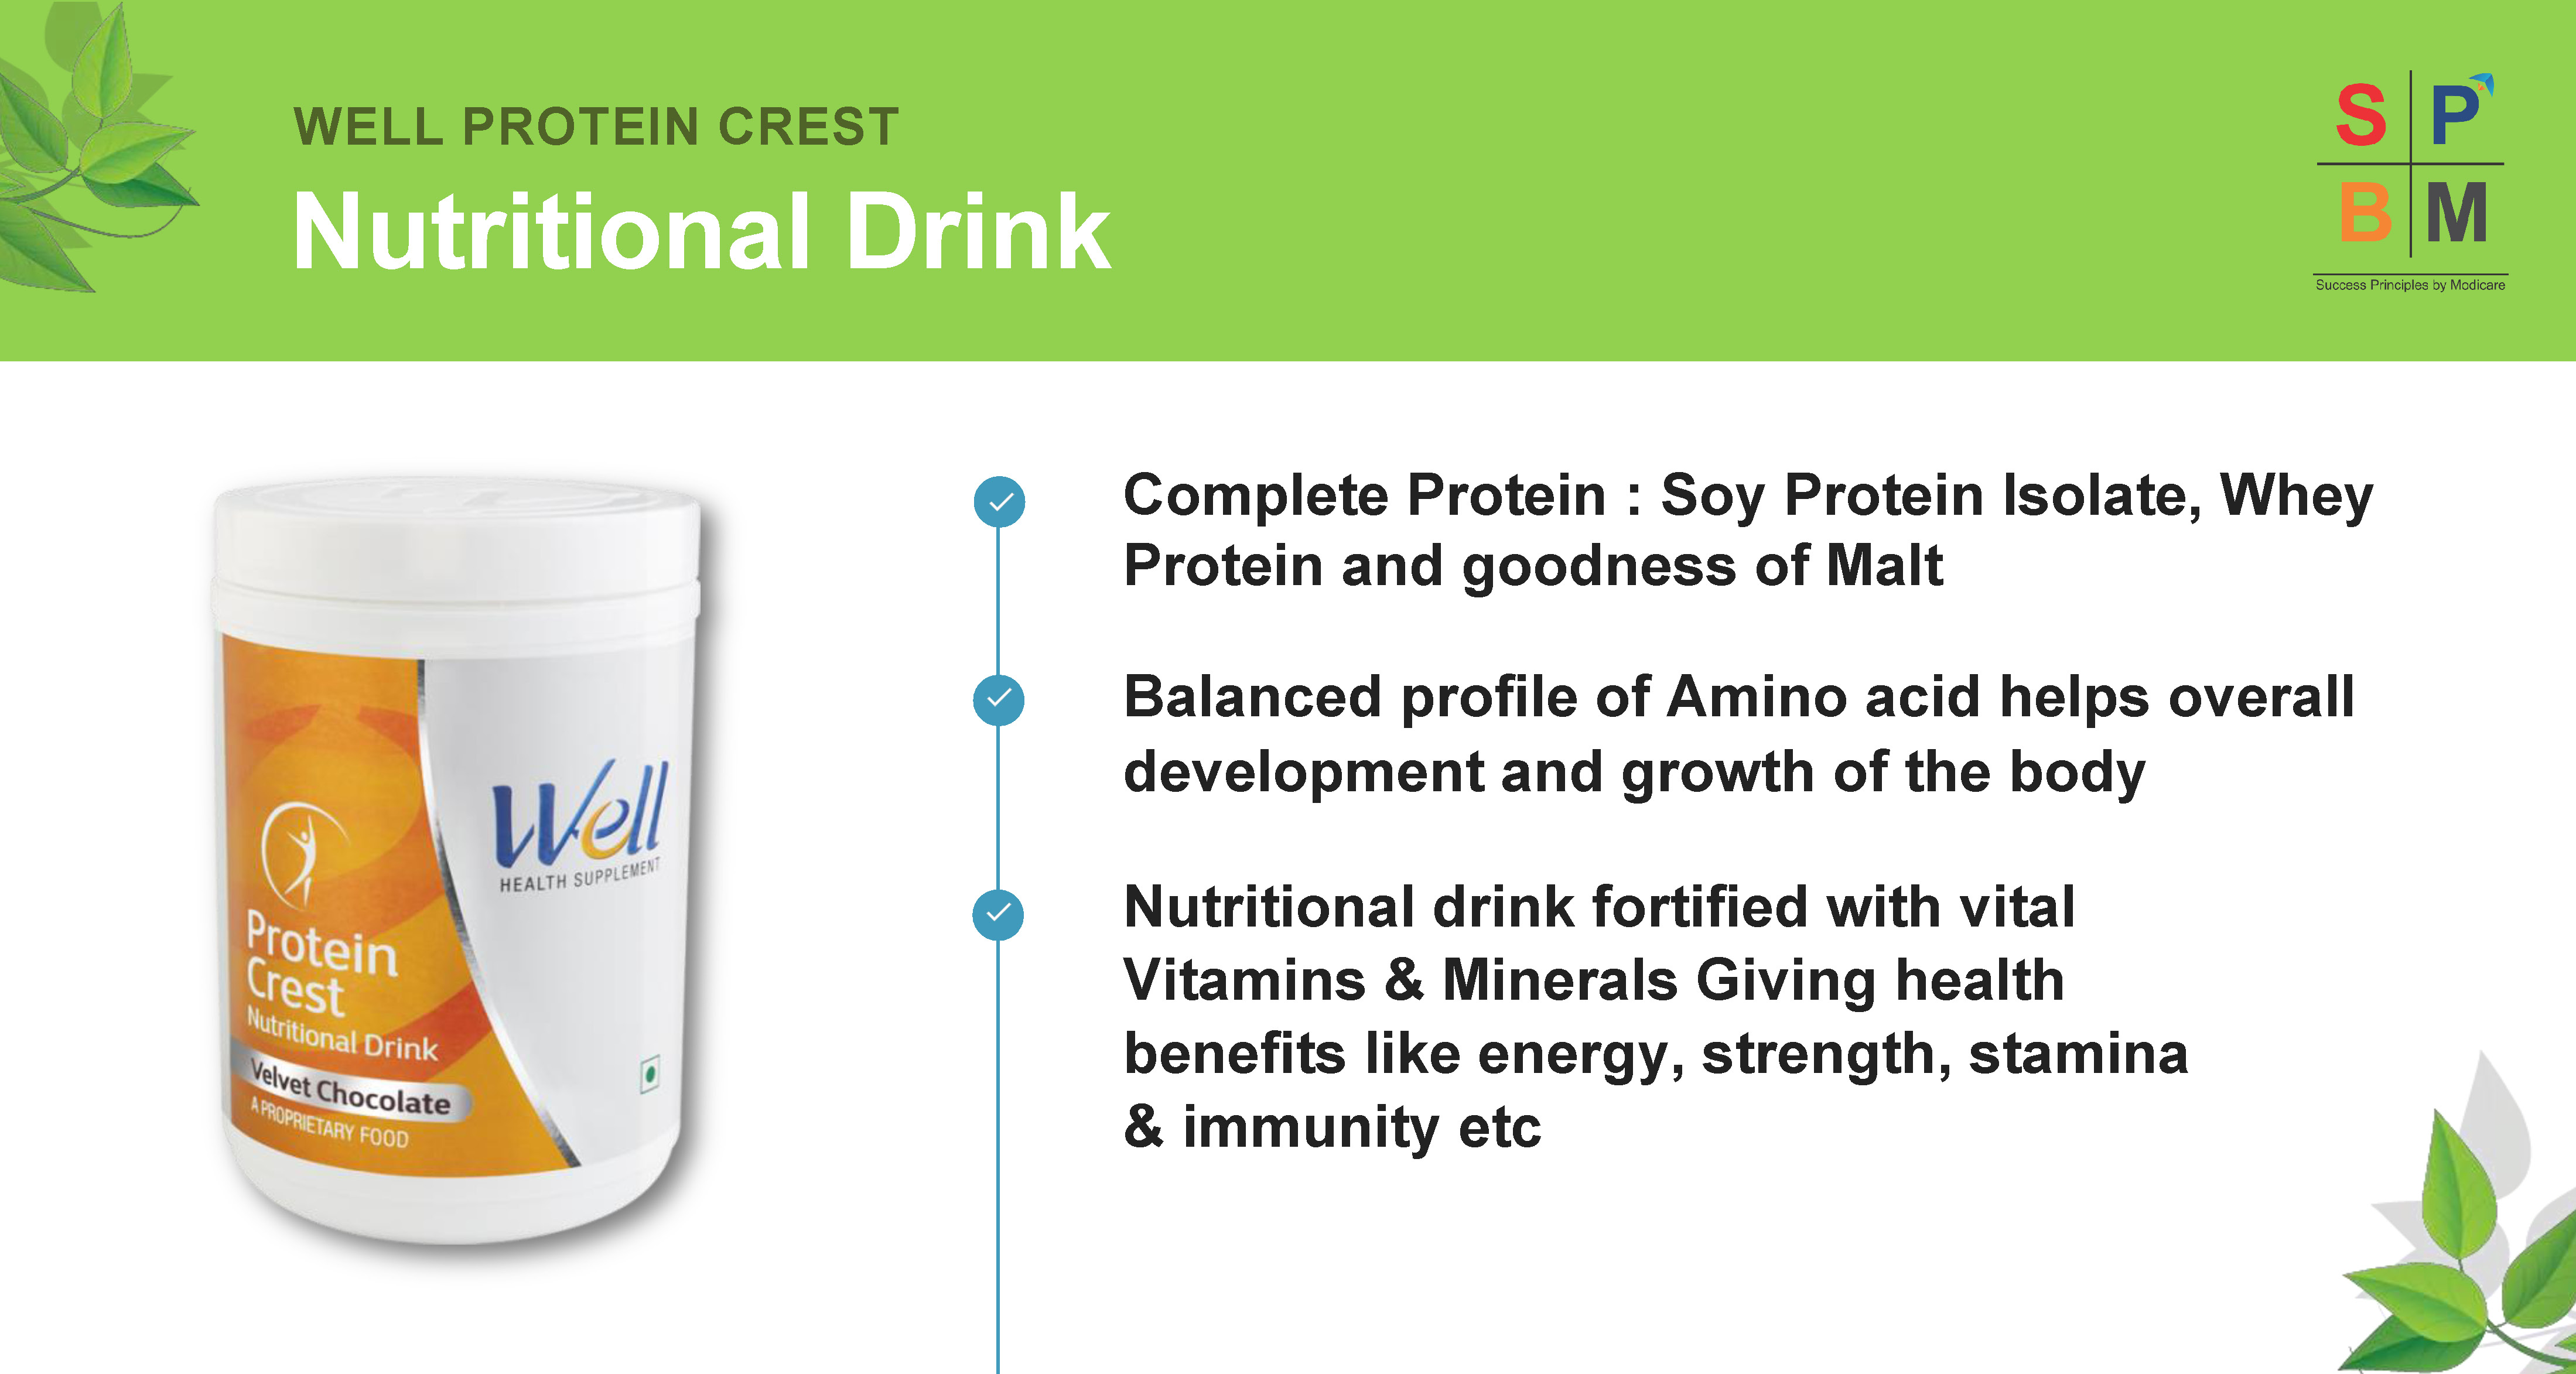 WELL PROTEIN CREST
Nutritional Drink
S P
B M
Success Principles by Modicare
Complete Protein : Soy Protein Isolate, Whey
Protein and goodness of Malt
Balanced profile of Amino acid helps overall
development and growth of the body
Nutritional drink fortified with vital
Vitamins & Minerals Giving health
benefits like energy, strength, stamina
& immunity etc
Well
HEALTH SUPPLEMENT
Protein
Crest
Nutritional Drink
Velvet Chocolate
A PROPRIETARY FOOD